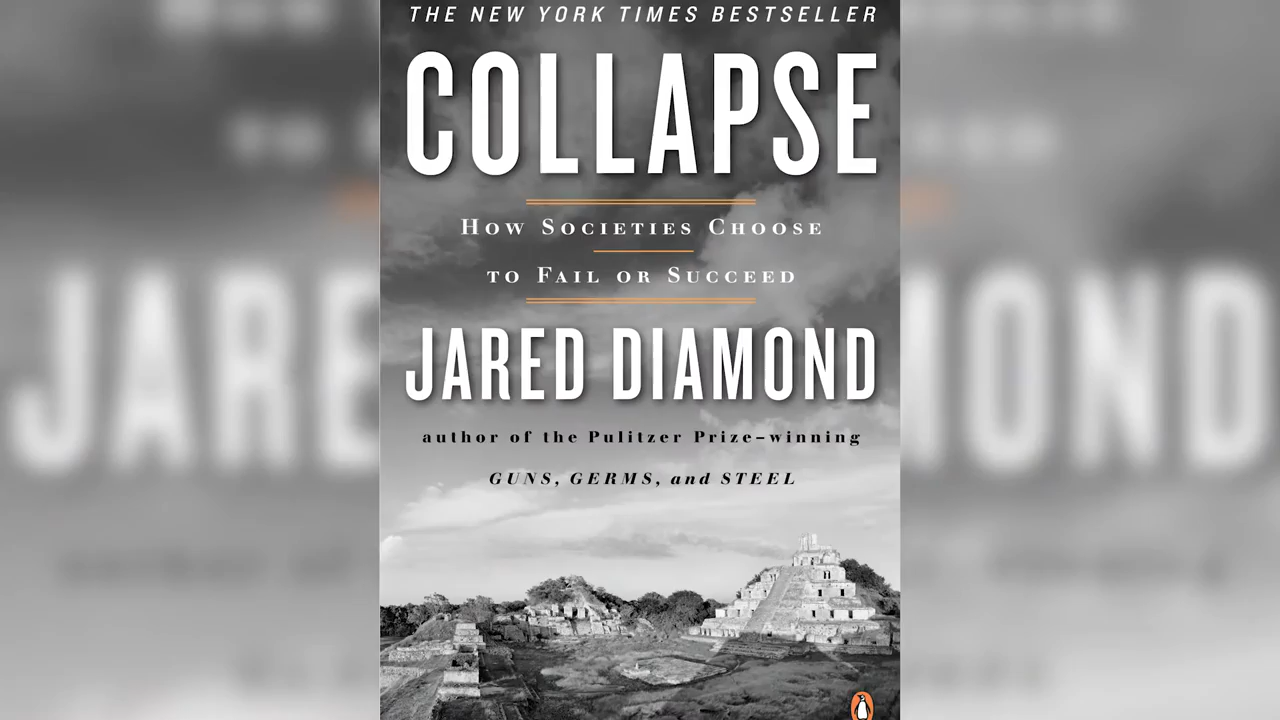 THE NEW YORK TIMES BESTSELLER
COLLAPSE
HOW SOCIETIES CHOOSE
TO FAIL OR SUCCEED
JARED DIAMOND
author of the Pulitzer Prize–winning
GUNS, GERMS, and STEEL